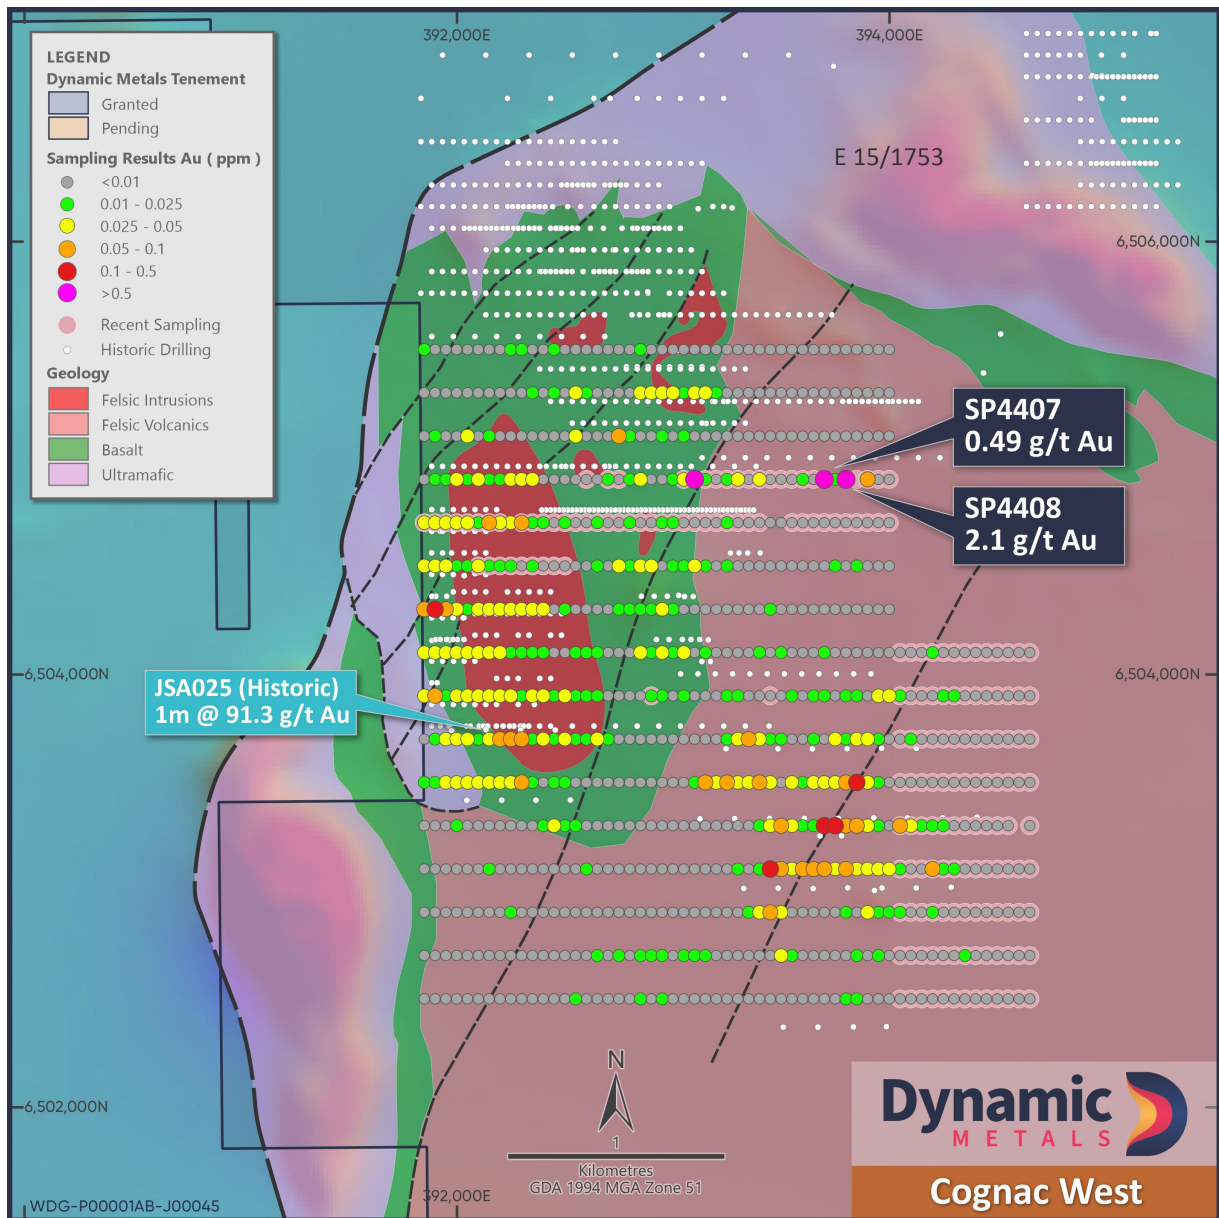 392,000E
394,000E
LEGEND
Dynamic Metals Tenement
Granted
Pending
Sampling Results Au ( ppm )
<0.01
0.01 - 0.025
0.025 - 0.05
0.05 - 0.1
0.1 - 0.5
>0.5
Recent Sampling
Historic Drilling
Geology
Felsic Intrusions
Felsic Volcanics
Basalt
Ultramafic
E 15/1753
6,506,000N
SP4407
0.49 g/t Au
SP4408
2.1 g/t Au
6,504,000N
6,504,000N
JSA025 (Historic)
1m @ 91.3 g/t Au
N
1
Kilometres
GDA 1994 MGA Zone 51
6,502,000N
392,000E
WDG-P00001AB-J00045
Dynamic
METALS
Cognac West